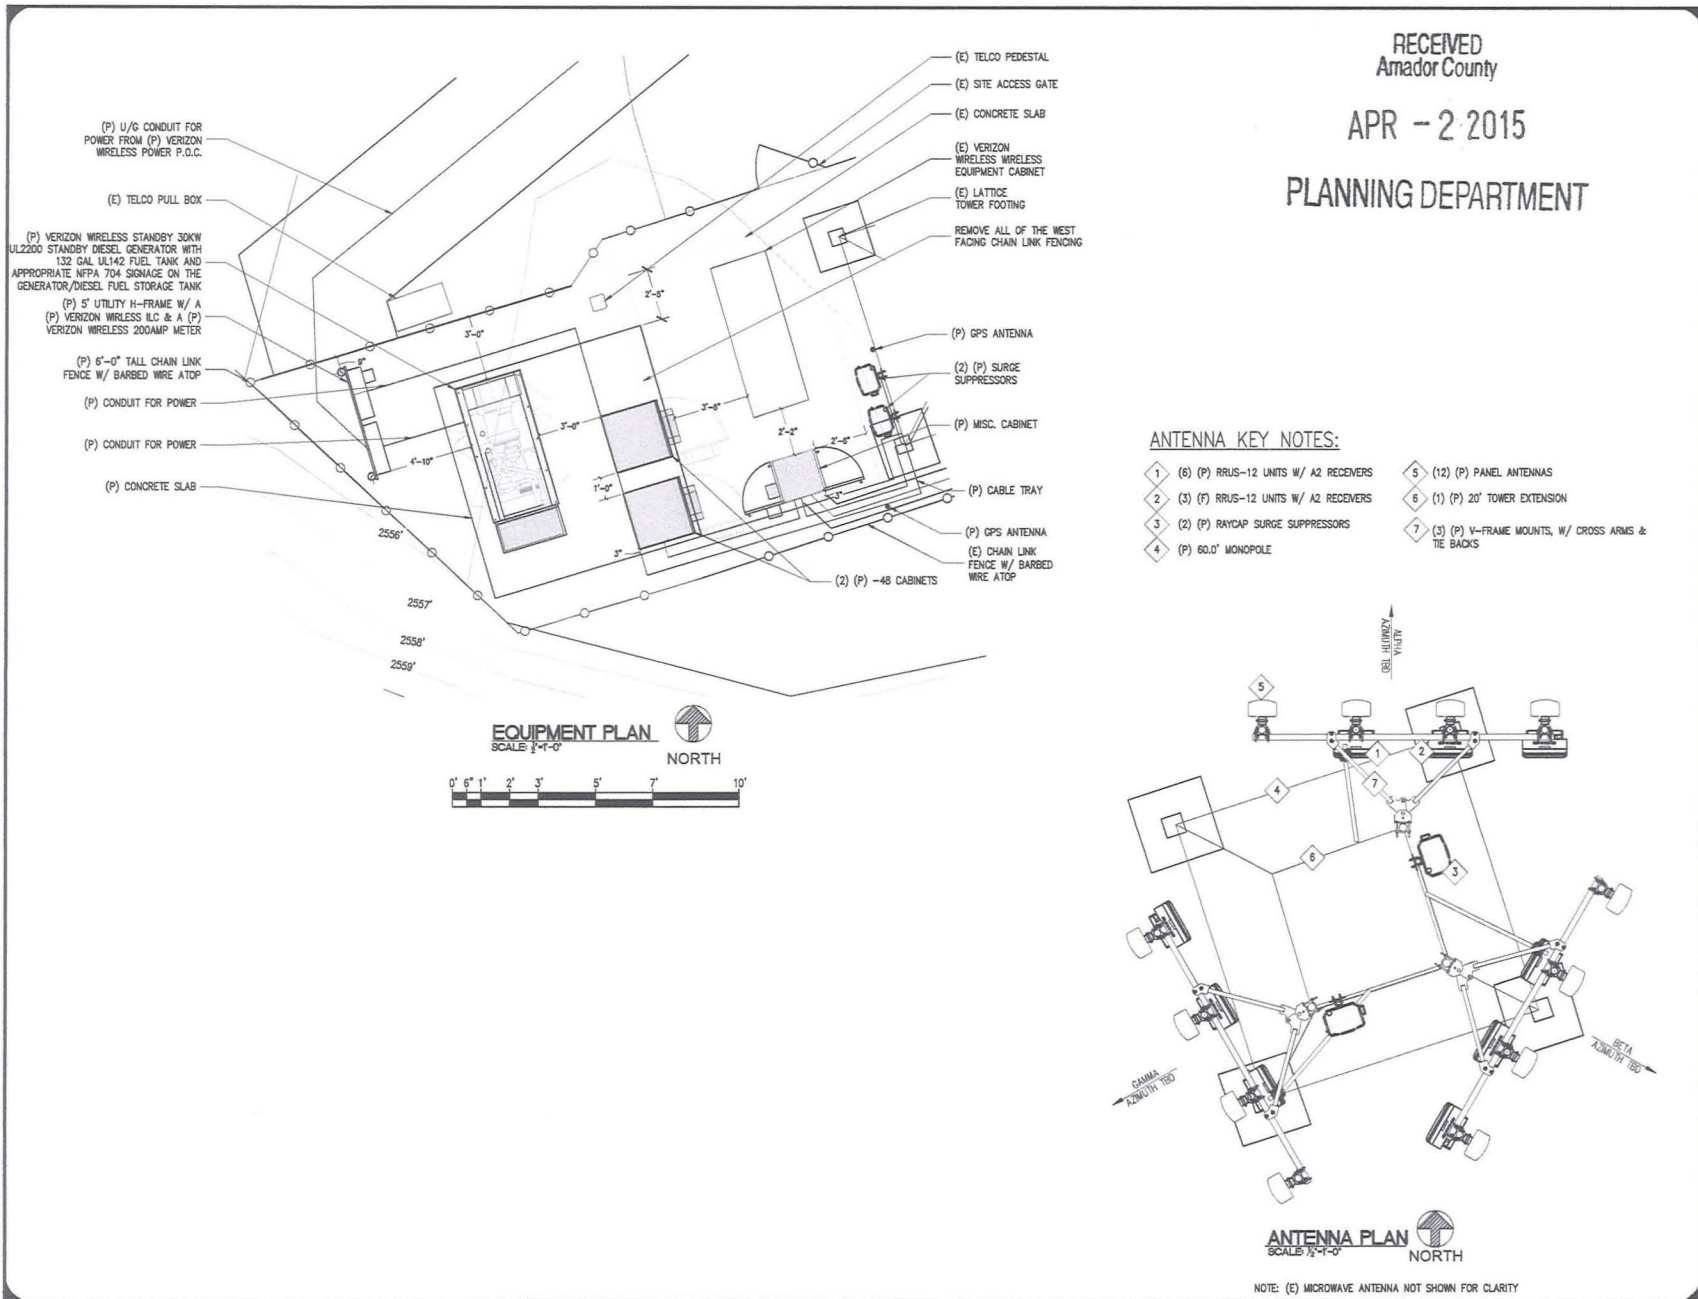 RECEIVED
Amador County
APR - 2 2015
PLANNING DEPARTMENT
(P) U/G CONDUIT FOR
POWER FROM (P) VERIZON
WIRELESS POWER P.O.C.
(E) TELCO PULL BOX
(P) VERIZON WIRELESS STANDBY 30KW
UL2200 STANDBY DIESEL GENERATOR WITH
132 GAL UL142 FUEL TANK AND
APPROPRIATE NFPA 704 SIGNAGE ON THE
GENERATOR/DIESEL FUEL STORAGE TANK
(P) 5' UTILITY H-FRAME W/ A
(P) VERIZON WIRLESS ILC & A (P)
VERIZON WIRELESS 200AMP METER
(P) 6'-0" TALL CHAIN LINK
FENCE W/ BARBED WIRE ATOP
(P) CONDUIT FOR POWER
(P) CONDUIT FOR POWER
(P) CONCRETE SLAB
(E) TELCO PEDESTAL
(E) SITE ACCESS GATE
(E) CONCRETE SLAB
(E) VERIZON
WIRELESS WIRELESS
EQUIPMENT CABINET
(E) LATTICE
TOWER FOOTING
REMOVE ALL OF THE WEST
FACING CHAIN LINK FENCING
(P) GPS ANTENNA
(2) (P) SURGE
SUPPRESSORS
(P) MISC. CABINET
(P) CABLE TRAY
(P) GPS ANTENNA
(E) CHAIN LINK
FENCE W/ BARBED
WIRE ATOP
(2) (P) -48 CABINETS
2'-5"
3'-0"
9"
3'-0"
3'-6"
2'-2"
2'-6"
4'-10"
1'-0"
3"
3"
2556'
2557'
2558'
2559'
EQUIPMENT PLAN
NORTH
0' 6" 1' 2' 3' 5' 7' 10'
ANTENNA KEY NOTES:
1 (6) (P) RRUS-12 UNITS W/ A2 RECEIVERS
2 (3) (F) RRUS-12 UNITS W/ A2 RECEIVERS
3 (2) (P) RAYCAP SURGE SUPPRESSORS
4 (P) 60.0' MONOPOLE
5 (12) (P) PANEL ANTENNAS
6 (1) (P) 20' TOWER EXTENSION
7 (3) (P) V-FRAME MOUNTS, W/ CROSS ARMS &
TIE BACKS
ALPHA
AZIMUTH TBD
5
1
2
7
4
6
3
BETA
AZIMUTH TBD
GAMMA
AZIMUTH TBD
ANTENNA PLAN
SCALE: ½"=1'-0"
NORTH
NOTE: (E) MICROWAVE ANTENNA NOT SHOWN FOR CLARITY